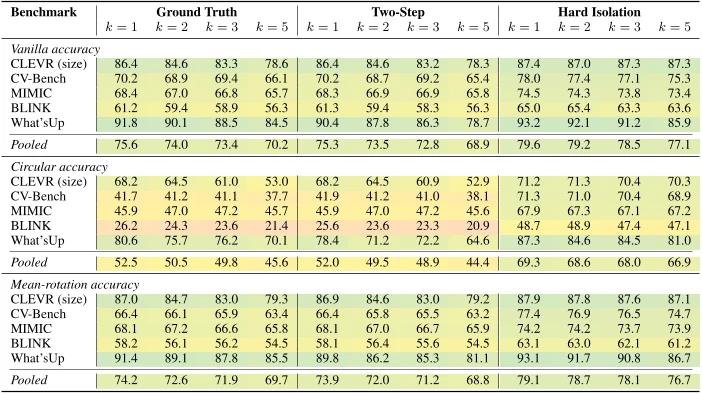 Benchmark Ground Truth Two-Step Hard Isolation
k = 1 k = 2 k = 3 k = 5 k = 1 k = 2 k = 3 k = 5 k = 1 k = 2 k = 3 k = 5
Vanilla accuracy
CLEVR (size) 86.4 84.6 83.3 78.6 86.4 84.6 83.2 78.3 87.4 87.0 87.3 87.3
CV-Bench 70.2 68.9 69.4 66.1 70.2 68.7 69.2 65.4 78.0 77.4 77.1 75.3
MIMIC 68.4 67.0 66.8 65.7 68.3 66.9 66.9 65.8 74.5 74.3 73.8 73.4
BLINK 61.2 59.4 58.9 56.3 61.3 59.4 58.3 56.3 65.0 65.4 63.3 63.6
What'sUp 91.8 90.1 88.5 84.5 90.4 87.8 86.3 78.7 93.2 92.1 91.2 85.9
Pooled 75.6 74.0 73.4 70.2 75.3 73.5 72.8 68.9 79.6 79.2 78.5 77.1
Circular accuracy
CLEVR (size) 68.2 64.5 61.0 53.0 68.2 64.5 60.9 52.9 71.2 71.3 70.4 70.3
CV-Bench 41.7 41.2 41.1 37.7 41.9 41.2 41.0 38.1 71.3 71.0 70.4 68.9
MIMIC 45.9 47.0 47.2 45.7 45.9 47.0 47.2 45.6 67.9 67.3 67.1 67.2
BLINK 26.2 24.3 23.6 21.4 25.6 23.6 23.3 20.9 48.7 48.9 47.4 47.1
What'sUp 80.6 75.7 76.2 70.1 78.4 71.2 72.2 64.6 87.3 84.6 84.5 81.0
Pooled 52.5 50.5 49.8 45.6 52.0 49.5 48.9 44.4 69.3 68.6 68.0 66.9
Mean-rotation accuracy
CLEVR (size) 87.0 84.7 83.0 79.3 86.9 84.6 83.0 79.2 87.9 87.8 87.6 87.1
CV-Bench 66.4 66.1 65.9 63.4 66.4 65.8 65.5 63.2 77.4 76.9 76.5 74.7
MIMIC 68.1 67.2 66.6 65.8 68.1 67.0 66.7 65.9 74.2 74.2 73.7 73.9
BLINK 58.2 56.1 56.2 54.5 58.1 56.4 55.6 54.5 63.1 63.0 62.1 61.2
What'sUp 91.4 89.1 87.8 85.5 89.8 86.2 85.3 81.1 93.1 91.7 90.8 86.7
Pooled 74.2 72.6 71.9 69.7 73.9 72.0 71.2 68.8 79.1 78.7 78.1 76.7